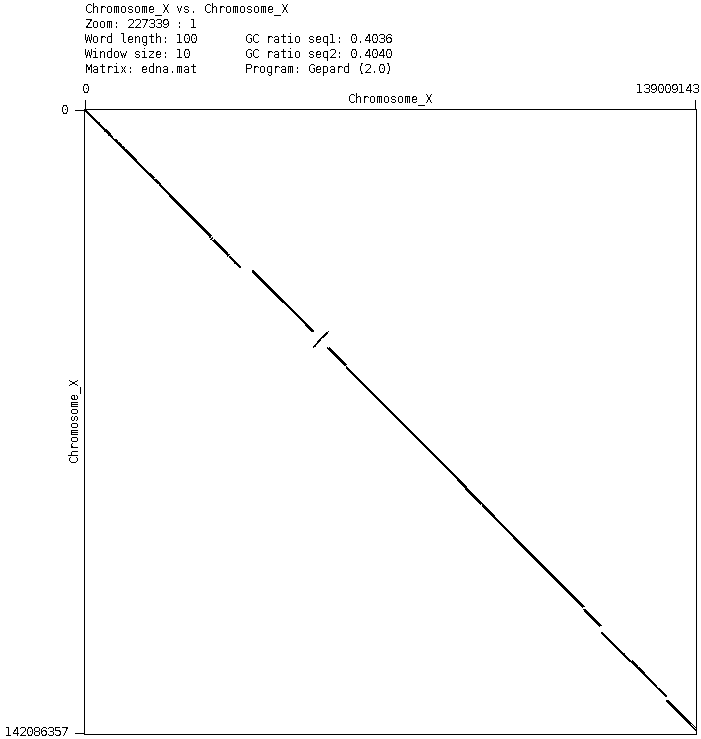 Chromosome_X vs. Chromosome_X
Zoom: 227339 : 1
Word length: 100 GC ratio seq1: 0.4036
Window size: 10 GC ratio seq2: 0.4040
Matrix: edna.mat Program: Gepard (2.0)
0 139009143
Chromosome_X
0
Chromosome_X
142086357